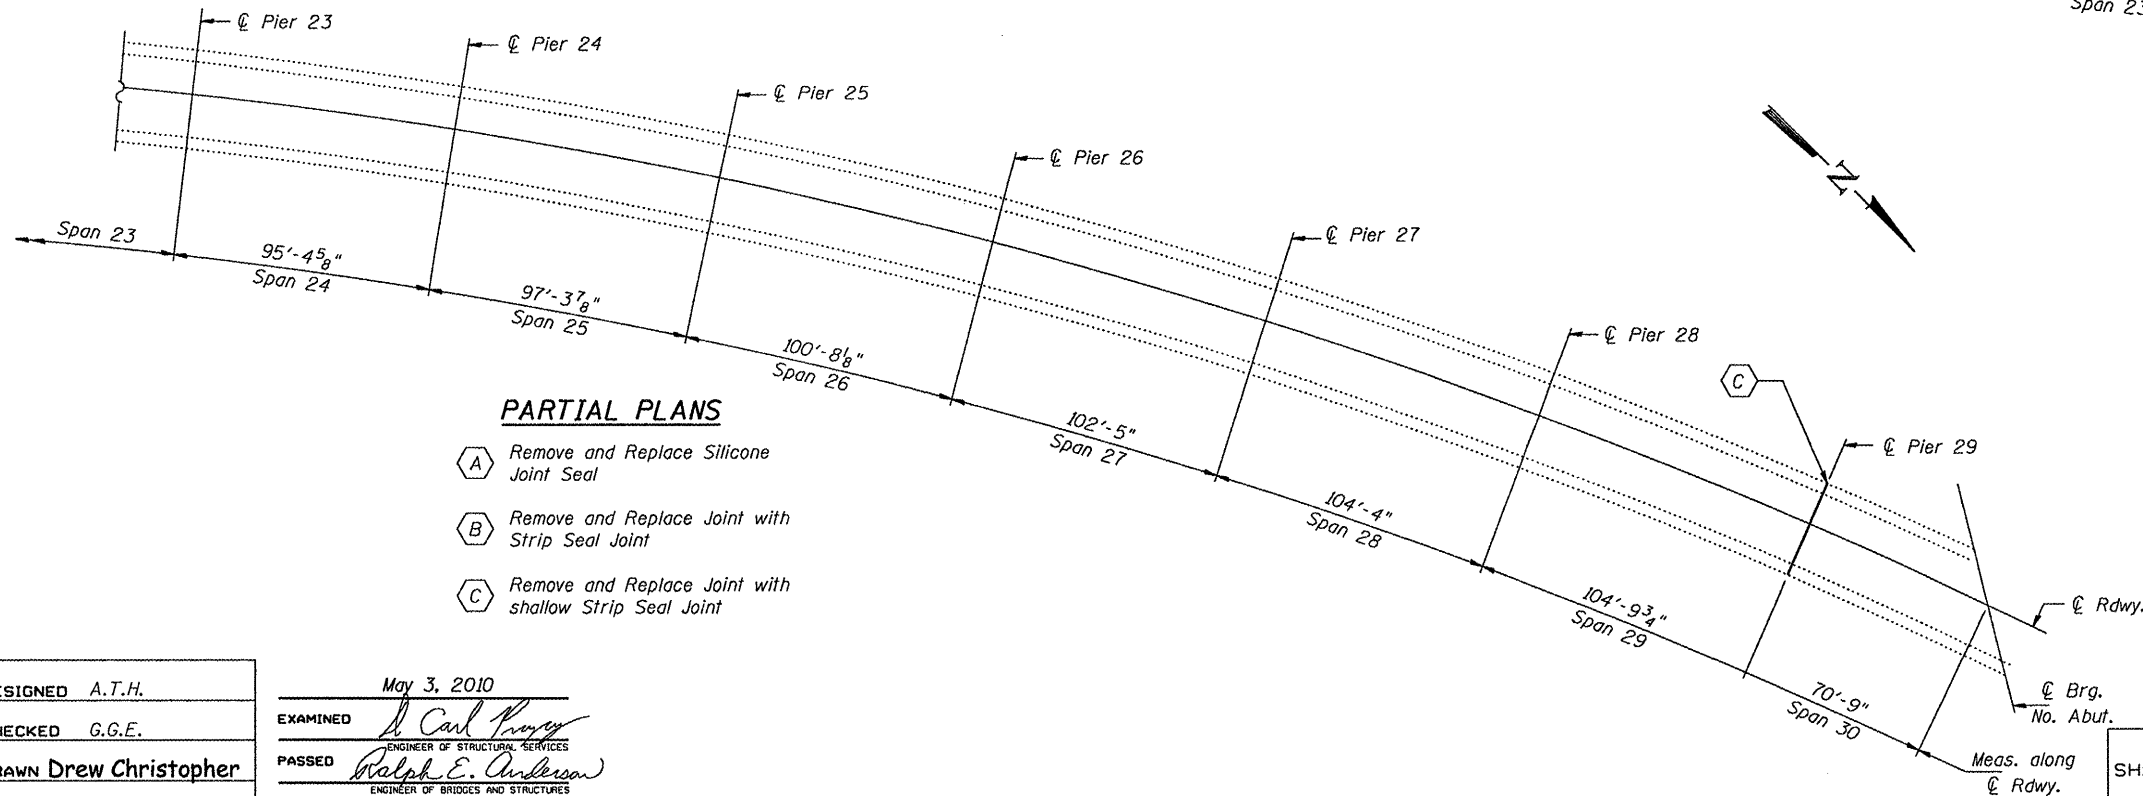 Span 23
℄ Pier 23
℄ Pier 24
℄ Pier 25
℄ Pier 26
℄ Pier 27
℄ Pier 28
℄ Pier 29
N
C
Span 23
95'-4⅝"
Span 24
97'-3⅞"
Span 25
100'-8⅛"
Span 26
102'-5"
Span 27
104'-4"
Span 28
104'-9¾"
Span 29
70'-9"
Span 30
℄ Rdwy.
℄ Brg.
No. Abut.
Meas. along
℄ Rdwy.
PARTIAL PLANS
A Remove and Replace Silicone
Joint Seal
B Remove and Replace Joint with
Strip Seal Joint
C Remove and Replace Joint with
shallow Strip Seal Joint
ESIGNED A.T.H.
HECKED G.G.E.
RAWN Drew Christopher
May 3, 2010
EXAMINED
ENGINEER OF STRUCTURAL SERVICES
PASSED Ralph E. Anderson
ENGINEER OF BRIDGES AND STRUCTURES
SH